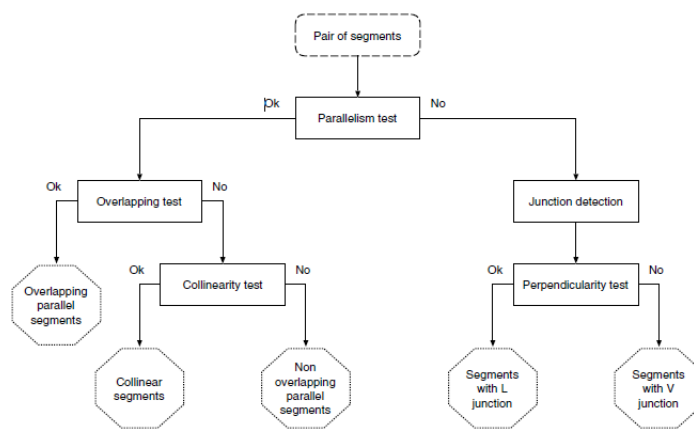 Pair of segments
Ok
No
Parallelism test
Ok
No
Overlapping test
Junction detection
Ok
No
Ok
No
Collinearity test
Perpendicularity test
Overlapping
parallel
segments
Collinear
segments
Non
overlapping
parallel
segments
Segments
with L
junction
Segments
with V
junction